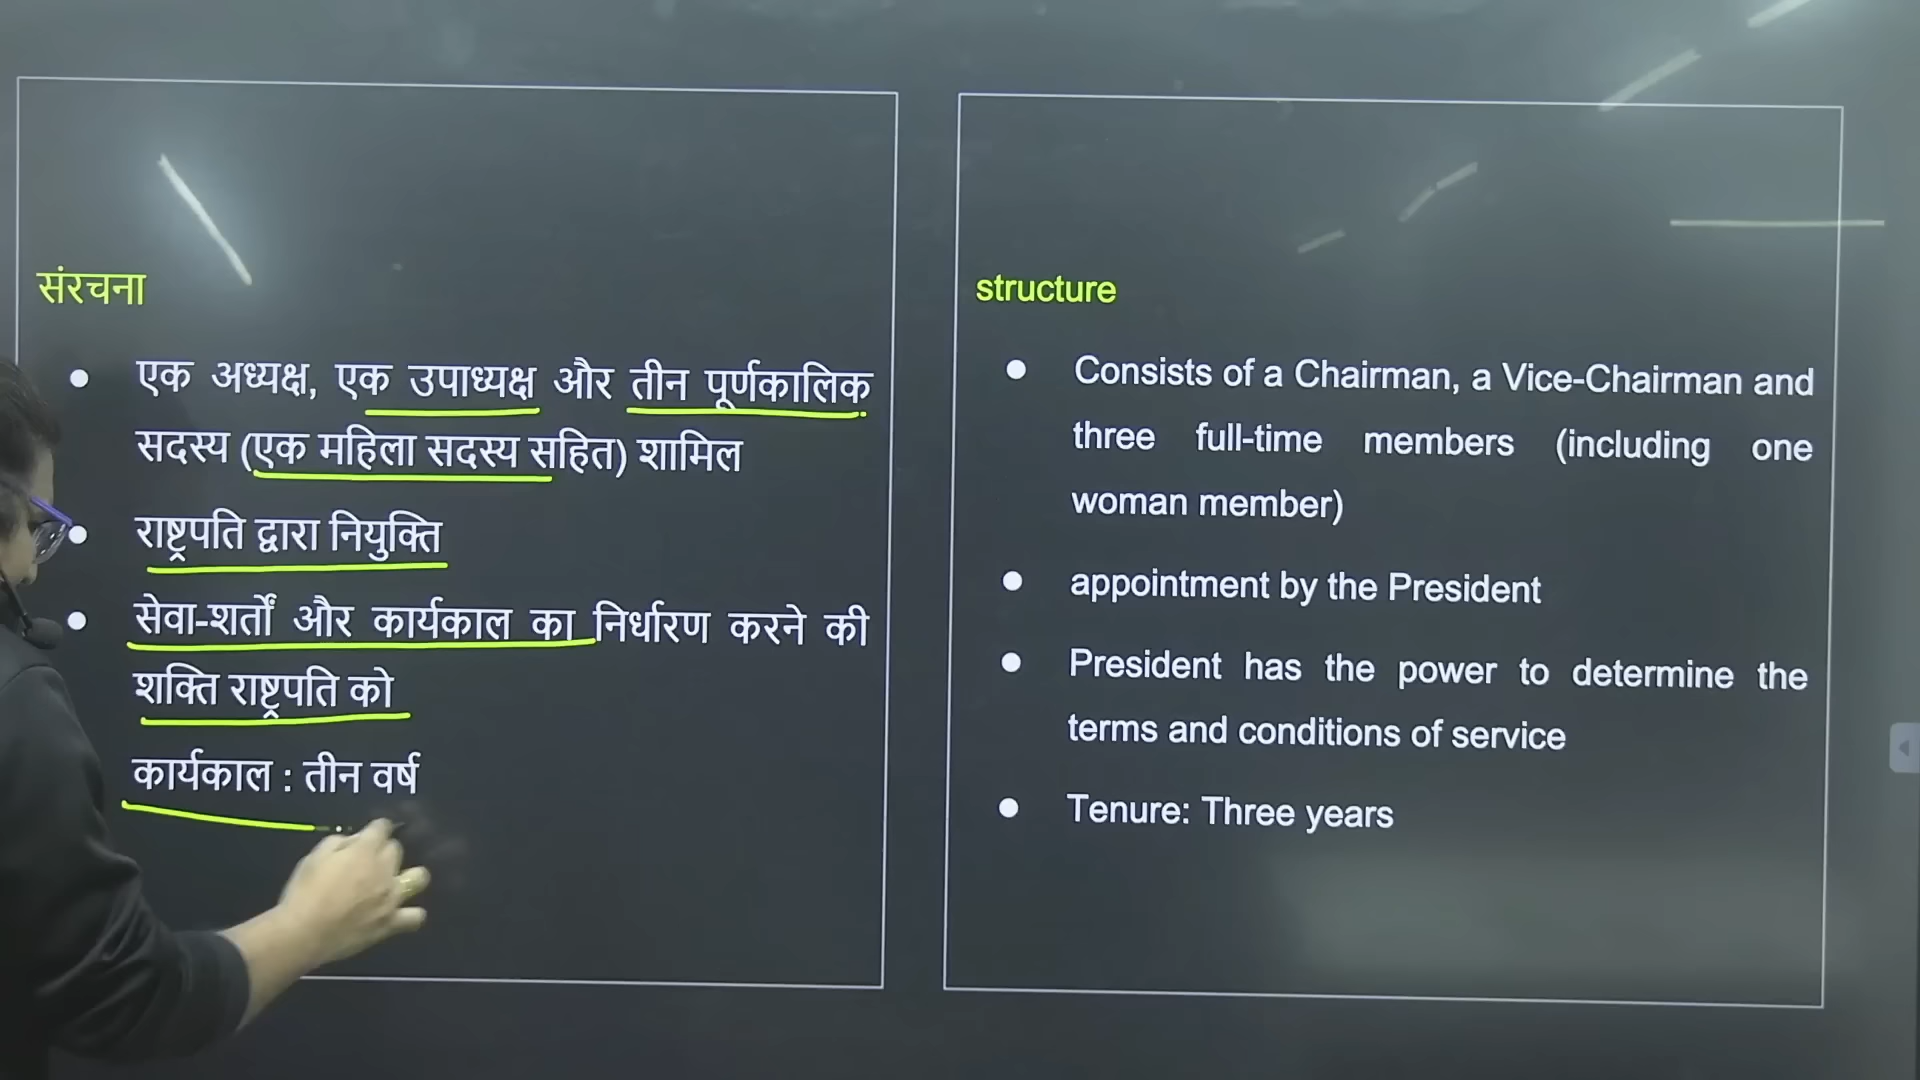 संरचना
एक अध्यक्ष, एक उपाध्यक्ष और तीन पूर्णकालिक
सदस्य (एक महिला सदस्य सहित) शामिल
राष्ट्रपति द्वारा नियुक्ति
सेवा-शर्तों और कार्यकाल का निर्धारण करने की
शक्ति राष्ट्रपति को
कार्यकाल : तीन वर्ष
structure
Consists of a Chairman, a Vice-Chairman and
three full-time members (including one
woman member)
appointment by the President
President has the power to determine the
terms and conditions of service
Tenure: Three years